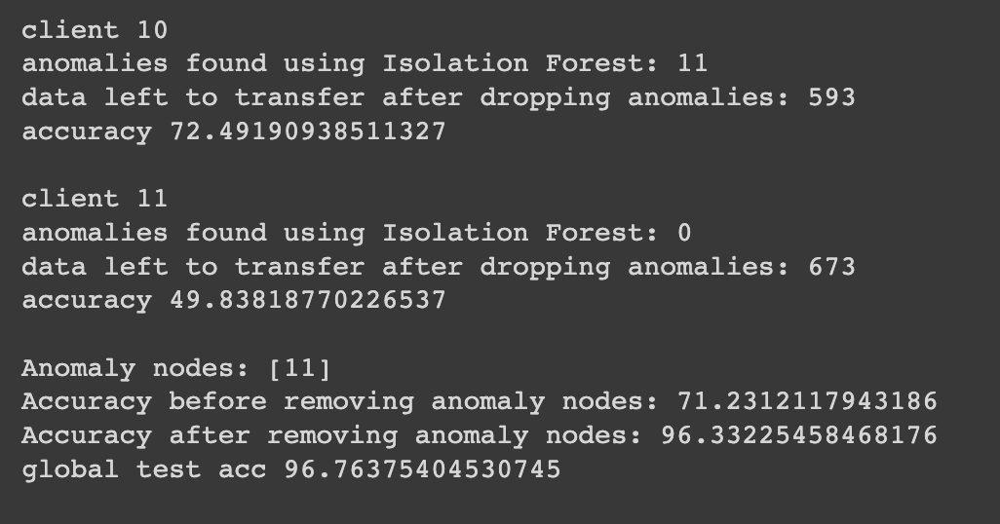 client 10
anomalies found using Isolation Forest: 11
data left to transfer after dropping anomalies: 593
accuracy 72.49190938511327
client 11
anomalies found using Isolation Forest: 0
data left to transfer after dropping anomalies: 673
accuracy 49.83818770226537
Anomaly nodes: [11]
Accuracy before removing anomaly nodes: 71.2312117943186
Accuracy after removing anomaly nodes: 96.33225458468176
global test acc 96.76375404530745